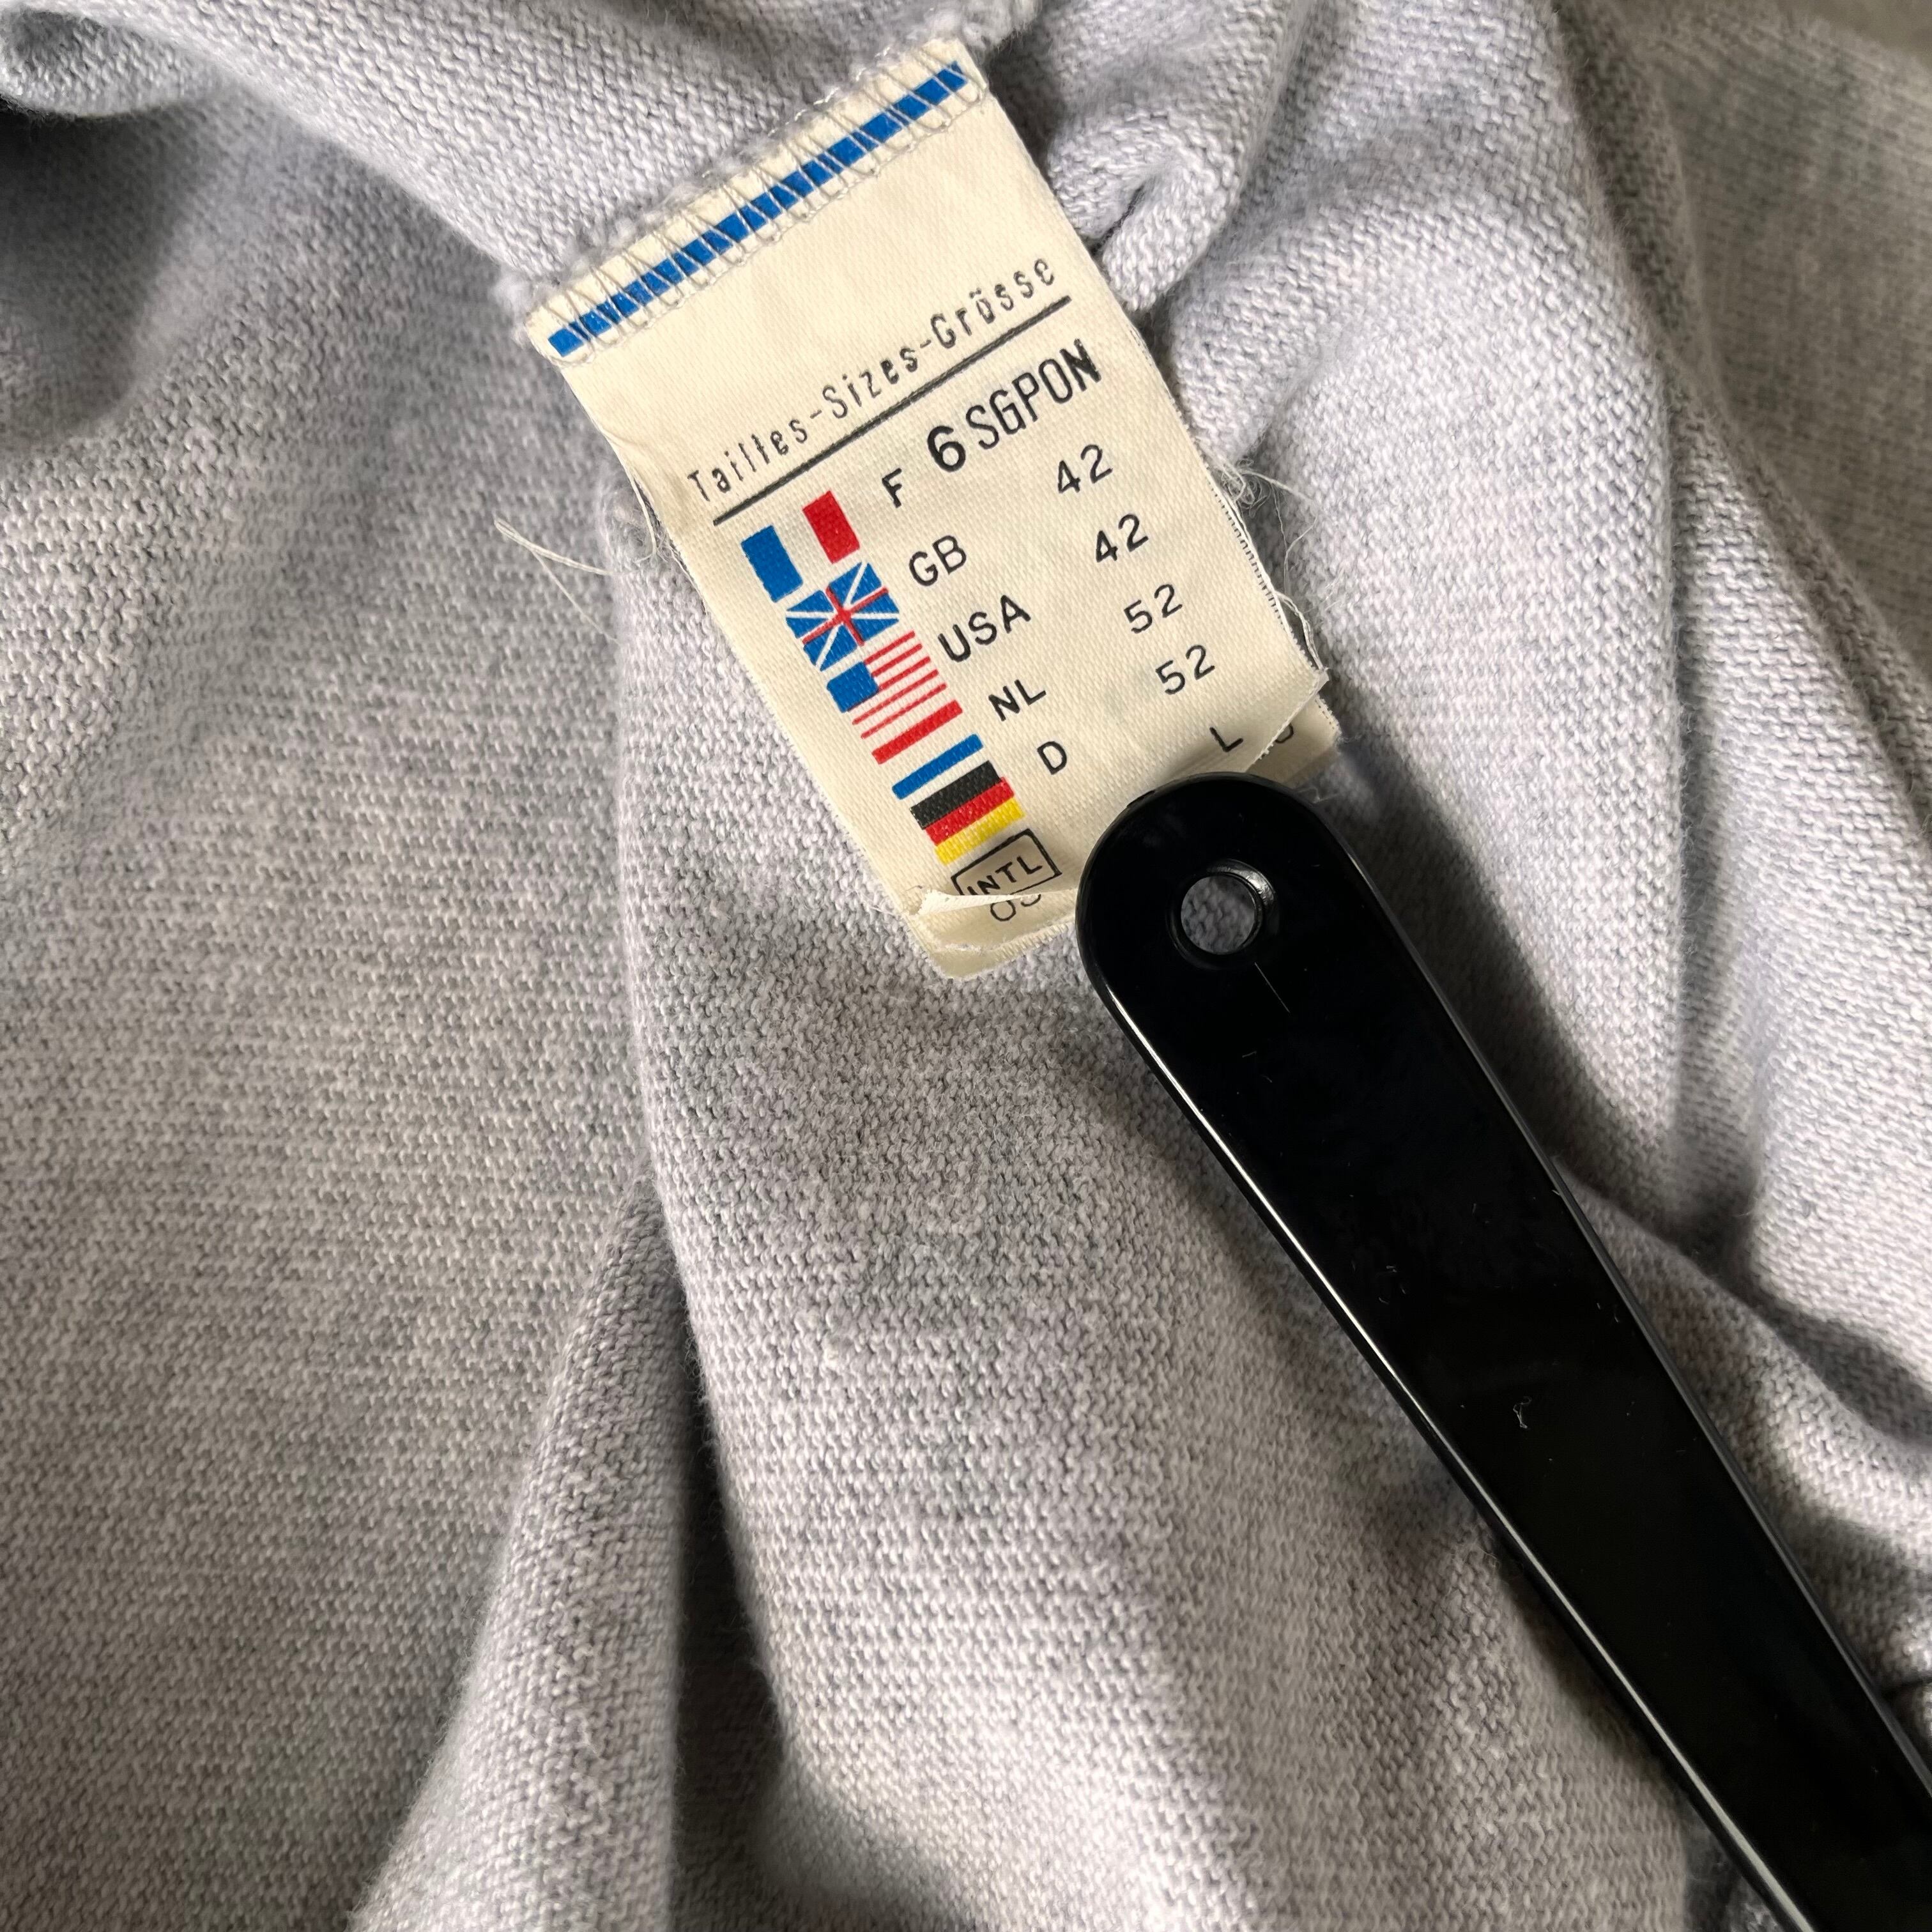 Tailles-Sizes-Grösse
F 6 SGPON
GB 42
USA 42
NL 52
D 52
INTL L